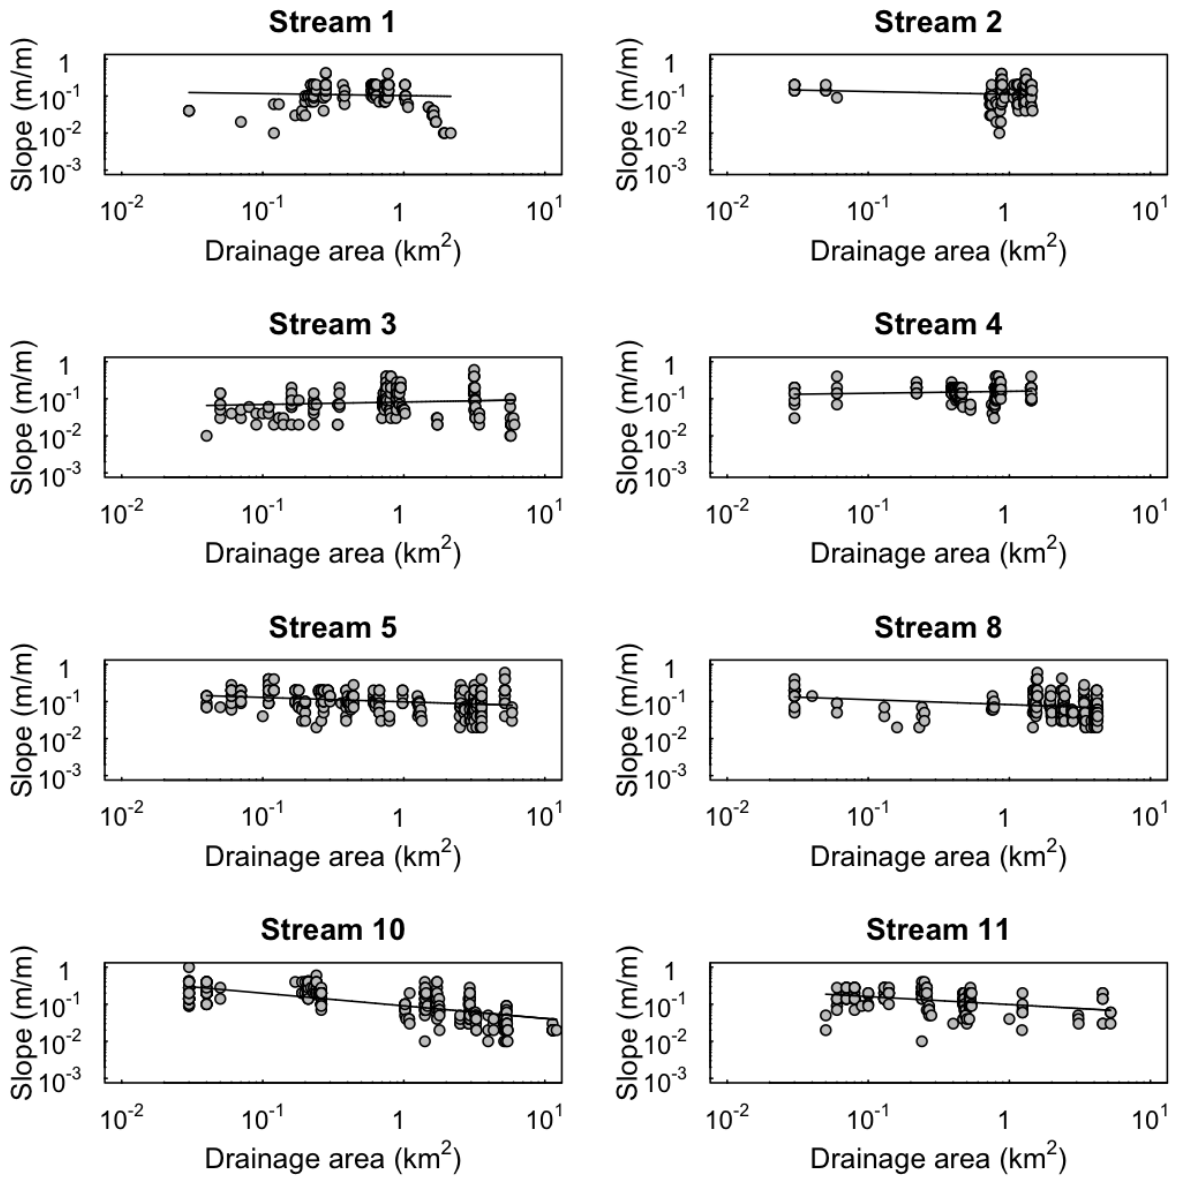 Stream 1
Slope (m/m)
1
10^-1
10^-2
10^-3
10^-2 10^-1 1 10^1
Drainage area (km^2)
Stream 2
Slope (m/m)
1
10^-1
10^-2
10^-3
10^-2 10^-1 1 10^1
Drainage area (km^2)
Stream 3
Slope (m/m)
1
10^-1
10^-2
10^-3
10^-2 10^-1 1 10^1
Drainage area (km^2)
Stream 4
Slope (m/m)
1
10^-1
10^-2
10^-3
10^-2 10^-1 1 10^1
Drainage area (km^2)
Stream 5
Slope (m/m)
1
10^-1
10^-2
10^-3
10^-2 10^-1 1 10^1
Drainage area (km^2)
Stream 8
Slope (m/m)
1
10^-1
10^-2
10^-3
10^-2 10^-1 1 10^1
Drainage area (km^2)
Stream 10
Slope (m/m)
1
10^-1
10^-2
10^-3
10^-2 10^-1 1 10^1
Drainage area (km^2)
Stream 11
Slope (m/m)
1
10^-1
10^-2
10^-3
10^-2 10^-1 1 10^1
Drainage area (km^2)